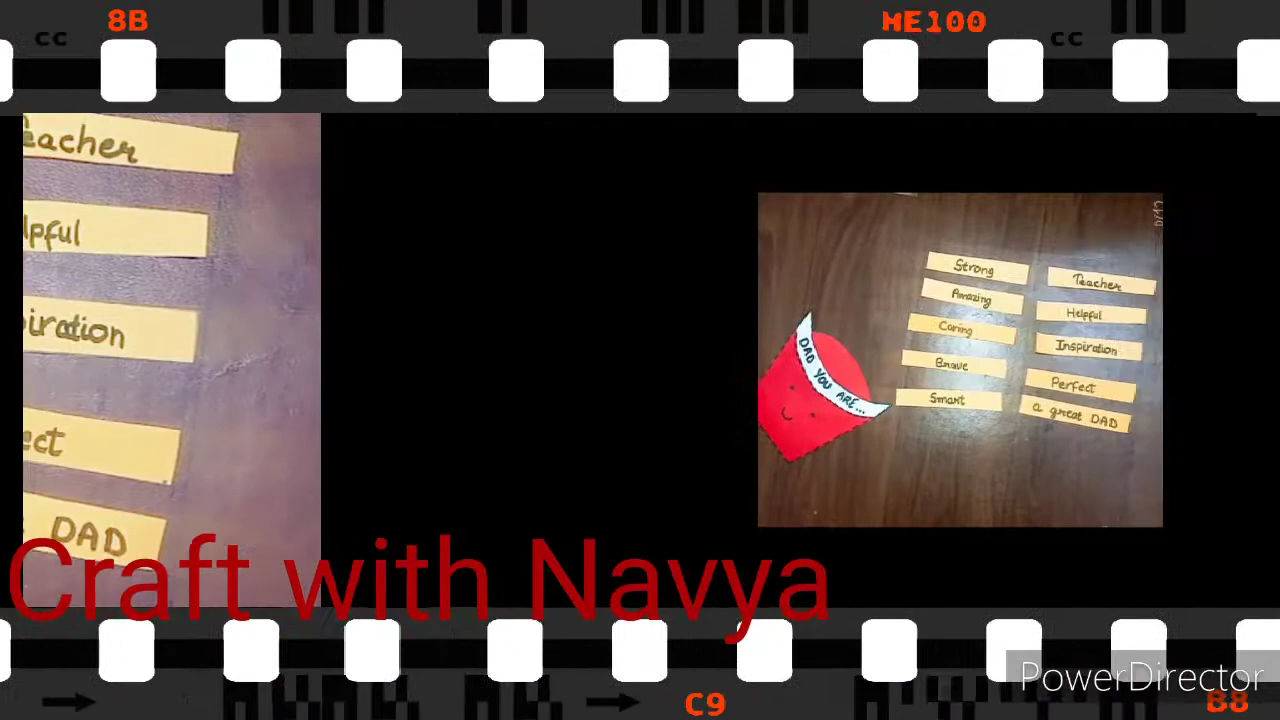 8B
ME100
cc
cc
eacher
lpful
iration
ect
DAD
Strong
Amazing
Caring
Brave
Smart
Teacher
Helpful
Inspiration
Perfect
a great DAD
DAD YOU ARE...
Craft with Navya
PowerDirector
C9
B8